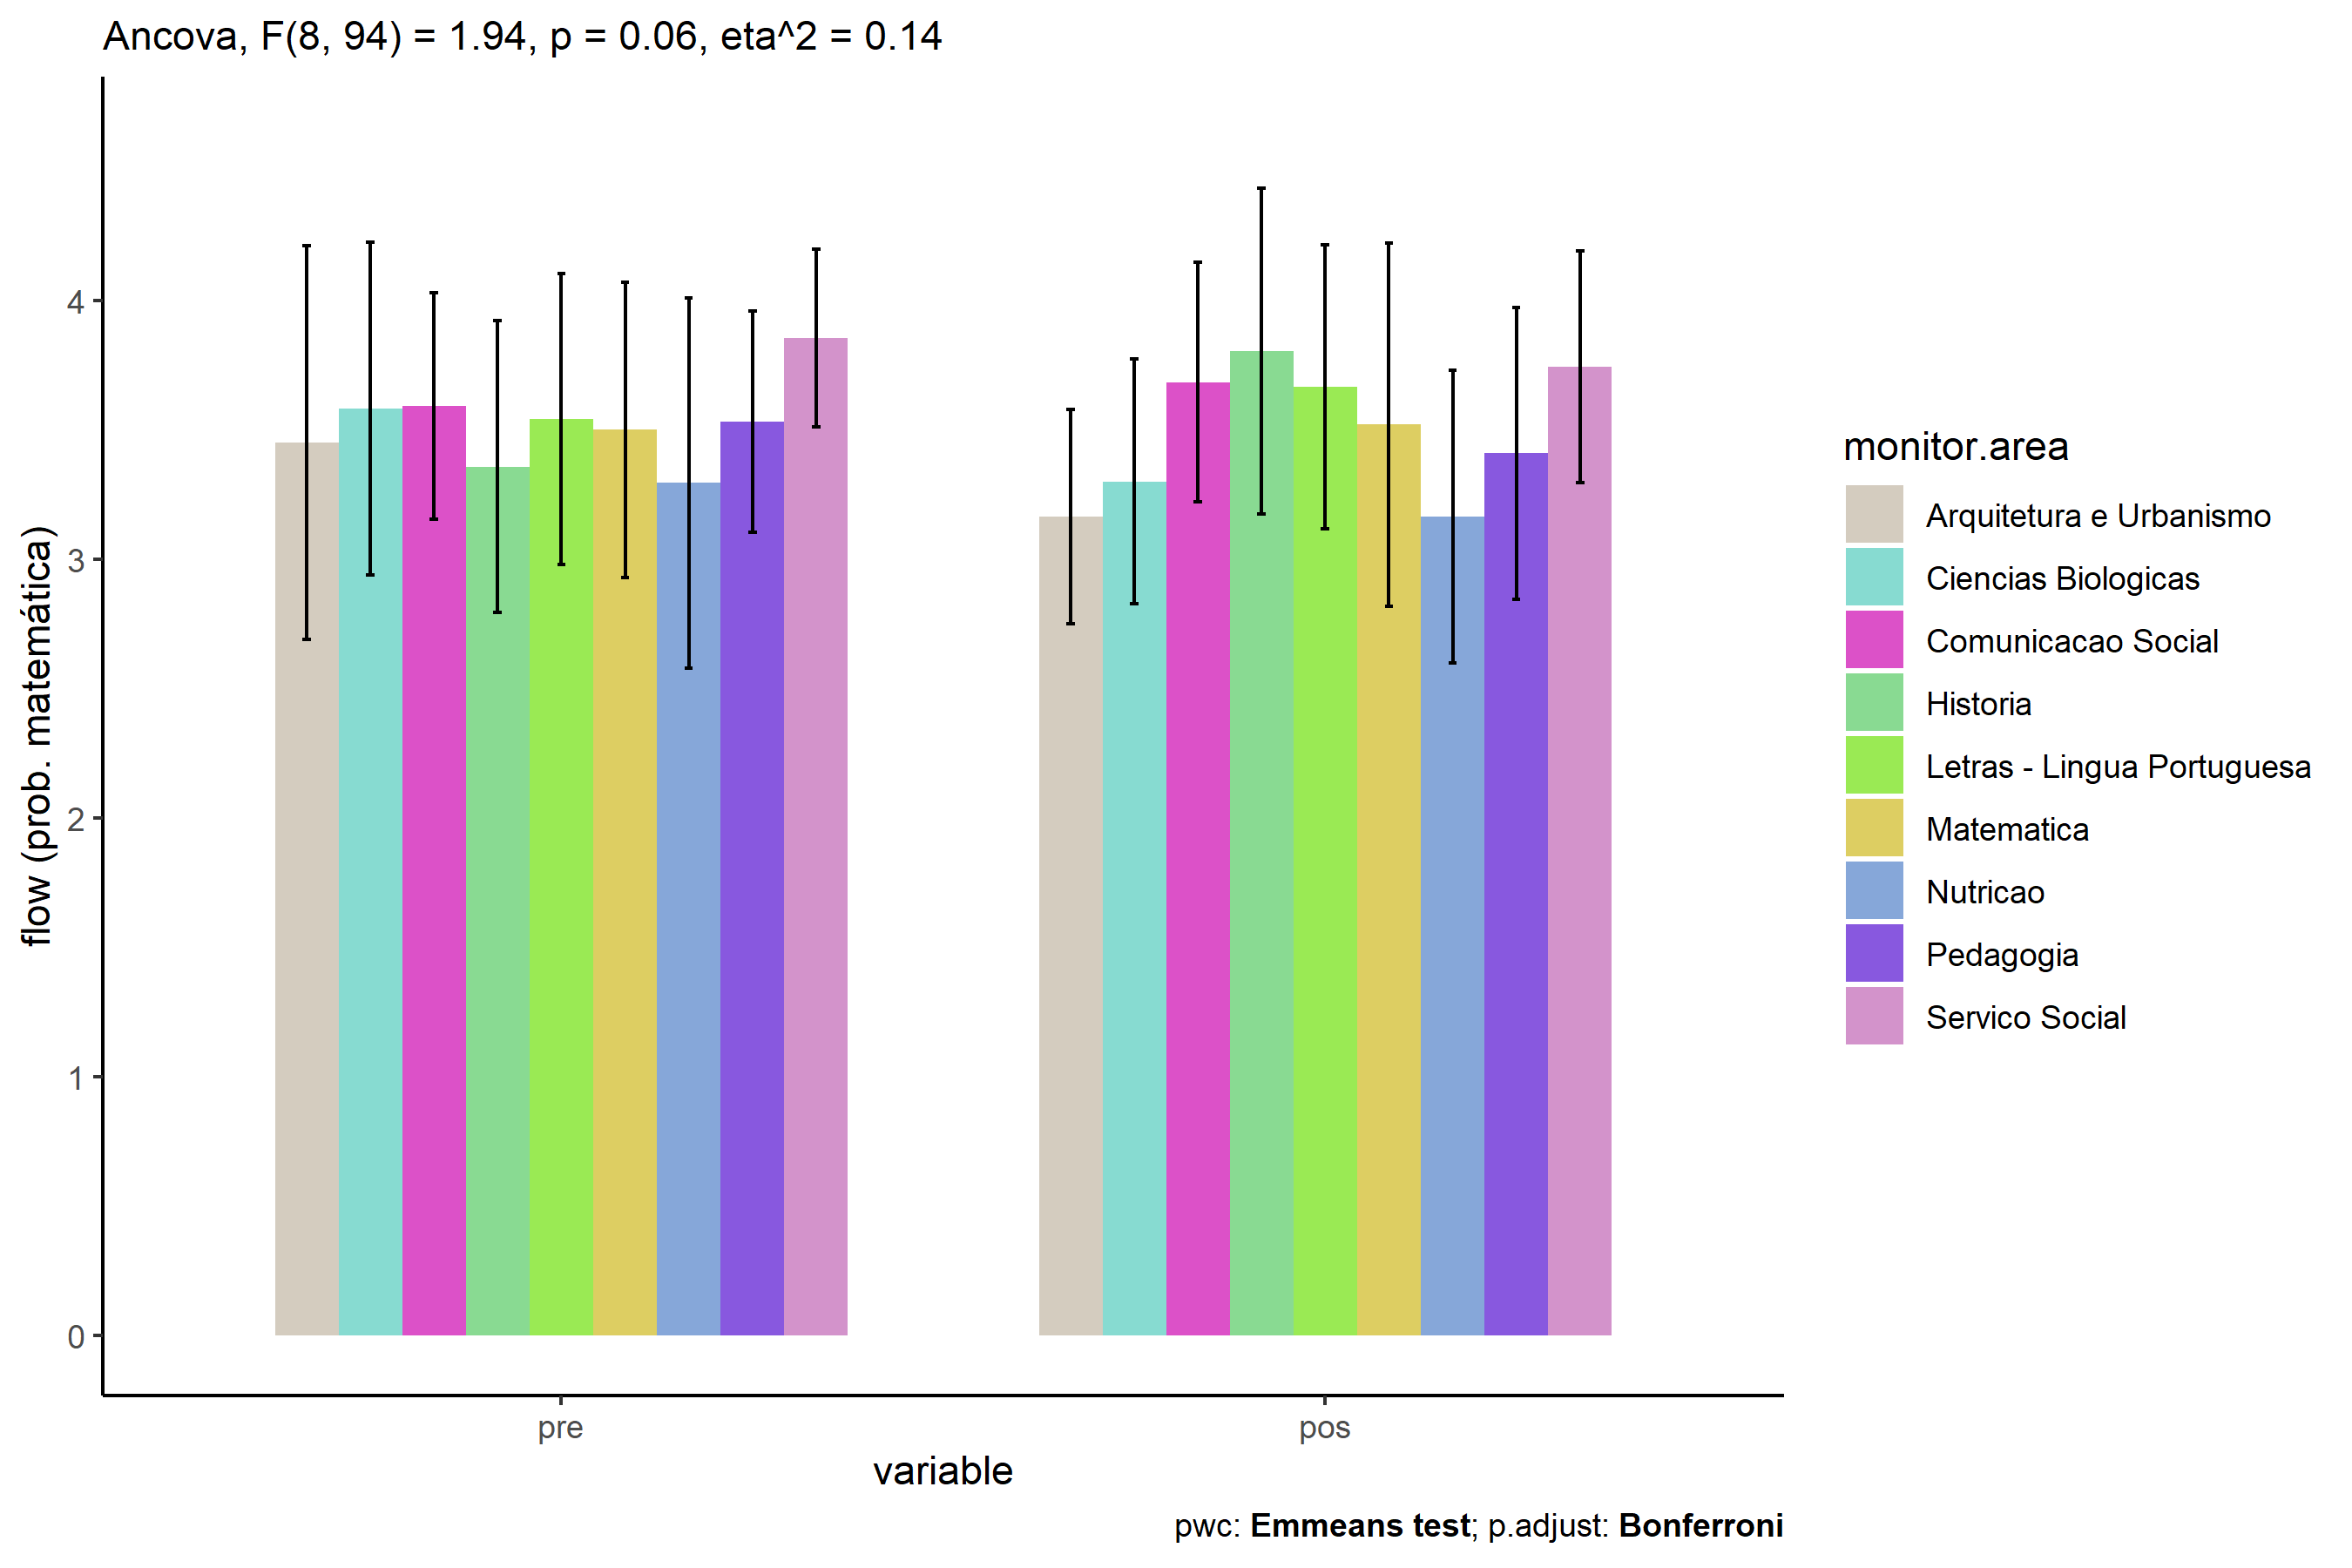 Ancova, F(8, 94) = 1.94, p = 0.06, eta^2 = 0.14
flow (prob. matemática)
4
3
2
1
0
pre
pos
variable
monitor.area
Arquitetura e Urbanismo
Ciencias Biologicas
Comunicacao Social
Historia
Letras - Lingua Portuguesa
Matematica
Nutricao
Pedagogia
Servico Social
pwc: Emmeans test; p.adjust: Bonferroni